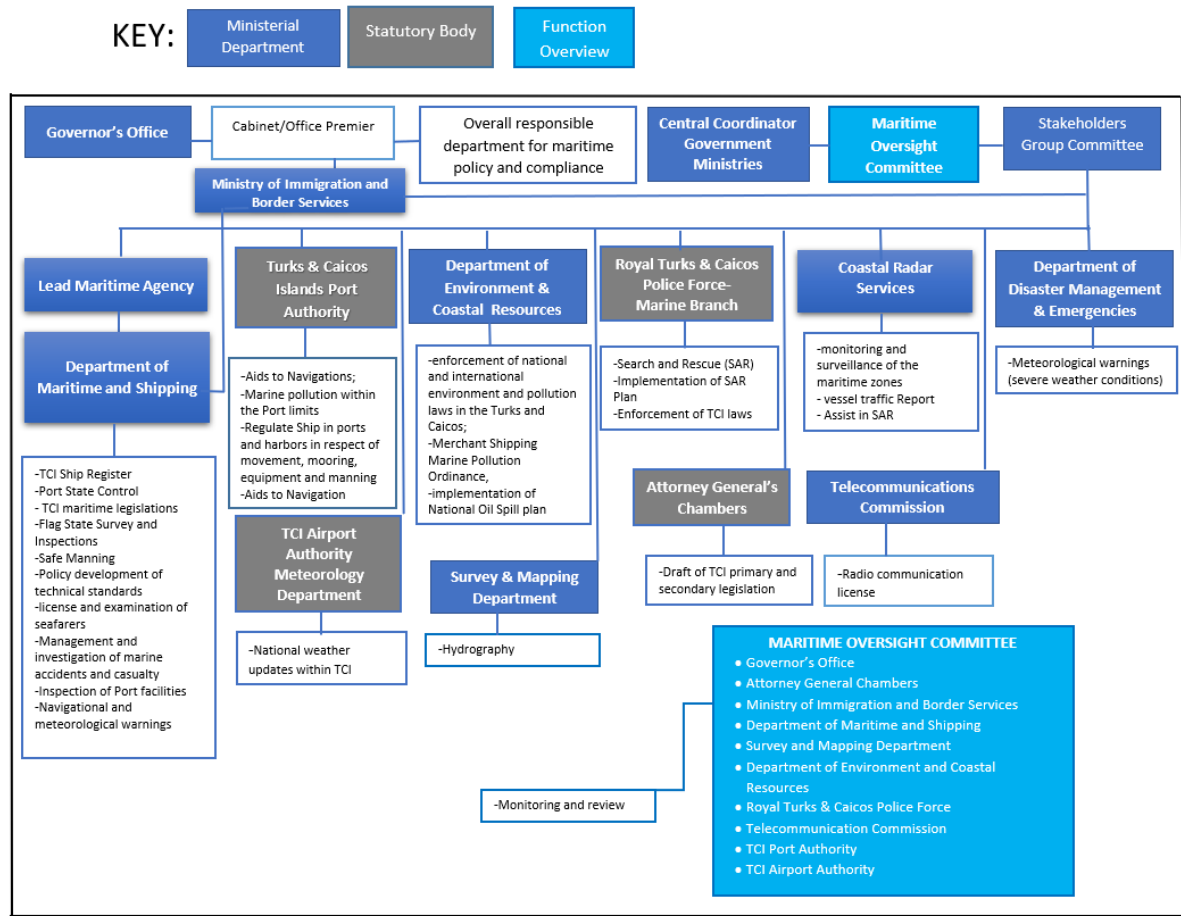 KEY:
Ministerial
Department
Statutory Body
Function
Overview
Governor's Office
Cabinet/Office Premier
Overall responsible
department for maritime
policy and compliance
Central Coordinator
Government
Ministries
Maritime
Oversight
Committee
Stakeholders
Group Committee
Ministry of Immigration and
Border Services
Lead Maritime Agency
Turks & Caicos
Islands Port
Authority
Department of
Environment &
Coastal Resources
Royal Turks & Caicos
Police Force-
Marine Branch
Coastal Radar
Services
Department of
Disaster Management
& Emergencies
Department of
Maritime and Shipping
-Aids to Navigations;
-Marine pollution within
the Port limits
-Regulate Ship in ports
and harbors in respect of
movement, mooring,
equipment and manning
-Aids to Navigation
-enforcement of national
and international
environment and pollution
laws in the Turks and
Caicos;
-Merchant Shipping
Marine Pollution
Ordinance,
-implementation of
National Oil Spill plan
-Search and Rescue (SAR)
-Implementation of SAR
Plan
-Enforcement of TCI laws
-monitoring and
surveillance of the
maritime zones
- vessel traffic Report
- Assist in SAR
-Meteorological warnings
(severe weather conditions)
-TCI Ship Register
-Port State Control
- TCI maritime legislations
-Flag State Survey and
Inspections
-Safe Manning
-Policy development of
technical standards
-license and examination of
seafarers
-Management and
investigation of marine
accidents and casualty
-Inspection of Port facilities
-Navigational and
meteorological warnings
TCI Airport
Authority
Meteorology
Department
-National weather
updates within TCI
Survey & Mapping
Department
-Hydrography
Attorney General's
Chambers
-Draft of TCI primary and
secondary legislation
Telecommunications
Commission
-Radio communication
license
-Monitoring and review
MARITIME OVERSIGHT COMMITTEE
● Governor's Office
● Attorney General Chambers
● Ministry of Immigration and Border Services
● Department of Maritime and Shipping
● Survey and Mapping Department
● Department of Environment and Coastal
Resources
● Royal Turks & Caicos Police Force
● Telecommunication Commission
● TCI Port Authority
● TCI Airport Authority